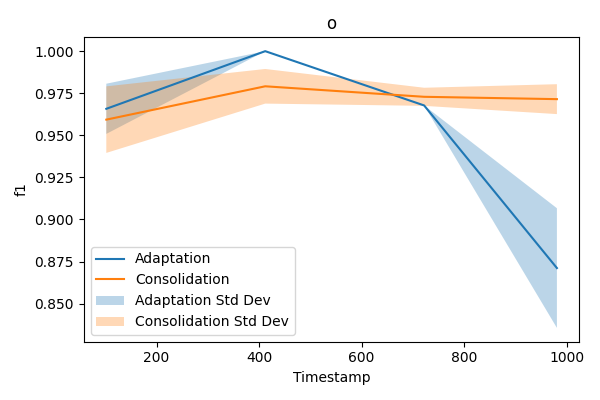 o
1.000
0.975
0.950
0.925
0.900
0.875
0.850
f1
Adaptation
Consolidation
Adaptation Std Dev
Consolidation Std Dev
200
400
600
800
1000
Timestamp